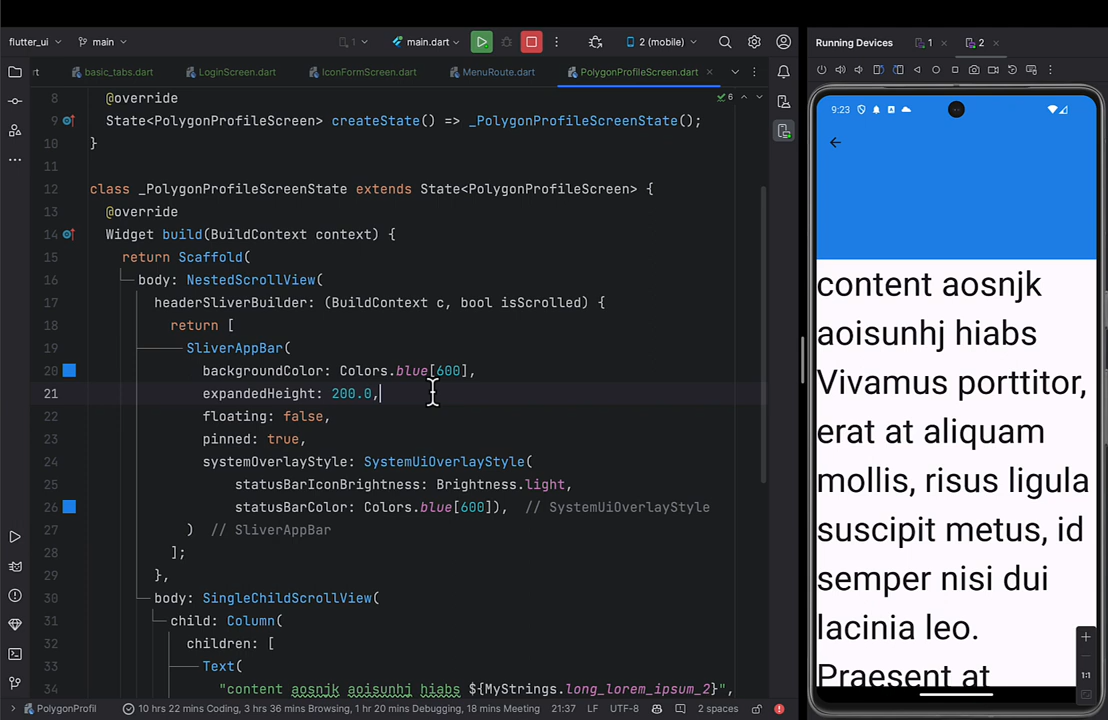 flutter_ui
main
1
main.dart
2 (mobile)
Running Devices
1
2
rt
basic_tabs.dart
LoginScreen.dart
IconFormScreen.dart
MenuRoute.dart
PolygonProfileScreen.dart
8 @override
6
9 State<PolygonProfileScreen> createState() => _PolygonProfileScreenState();
10 }
11
12 class _PolygonProfileScreenState extends State<PolygonProfileScreen> {
13 @override
14 Widget build(BuildContext context) {
15 return Scaffold(
16 body: NestedScrollView(
17 headerSliverBuilder: (BuildContext c, bool isScrolled) {
18 return [
19 SliverAppBar(
20 backgroundColor: Colors.blue[600],
21 expandedHeight: 200.0,
22 floating: false,
23 pinned: true,
24 systemOverlayStyle: SystemUiOverlayStyle(
25 statusBarIconBrightness: Brightness.light,
26 statusBarColor: Colors.blue[600]), // SystemUiOverlayStyle
27 ) // SliverAppBar
28 ];
29 },
30 body: SingleChildScrollView(
31 child: Column(
32 children: [
33 Text(
34 "content aosnjk aoisunhj hiabs ${MyStrings.long_lorem_ipsum_2}",
9:23
content aosnjk
aoisunhj hiabs
Vivamus porttitor,
erat at aliquam
mollis, risus ligula
suscipit metus, id
semper nisi dui
lacinia leo.
Praesent at
1:1
PolygonProfil
10 hrs 22 mins Coding, 3 hrs 36 mins Browsing, 1 hr 20 mins Debugging, 18 mins Meeting
21:37
LF
UTF-8
2 spaces